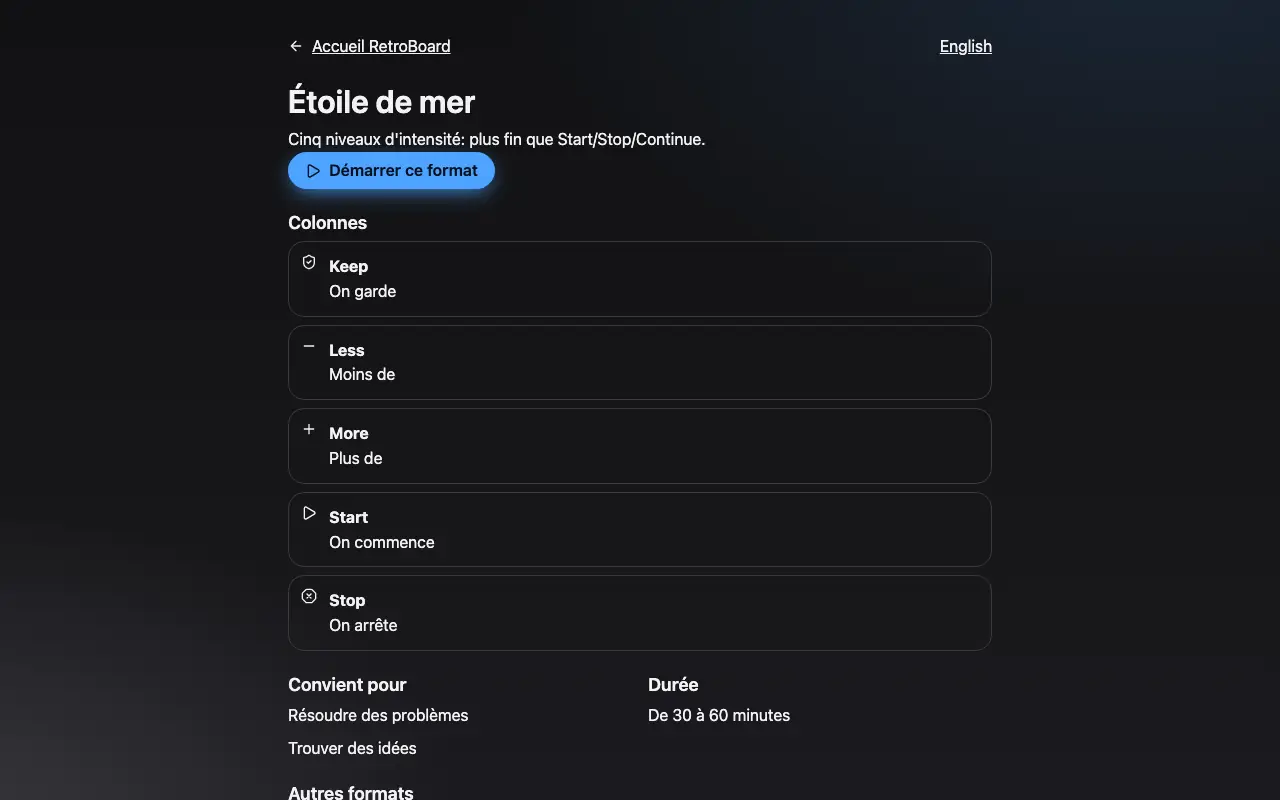 Accueil RetroBoard
English
Étoile de mer
Cinq niveaux d'intensité: plus fin que Start/Stop/Continue.
Démarrer ce format
Colonnes
Keep
On garde
Less
Moins de
More
Plus de
Start
On commence
Stop
On arrête
Convient pour
Résoudre des problèmes
Trouver des idées
Durée
De 30 à 60 minutes
Autres formats